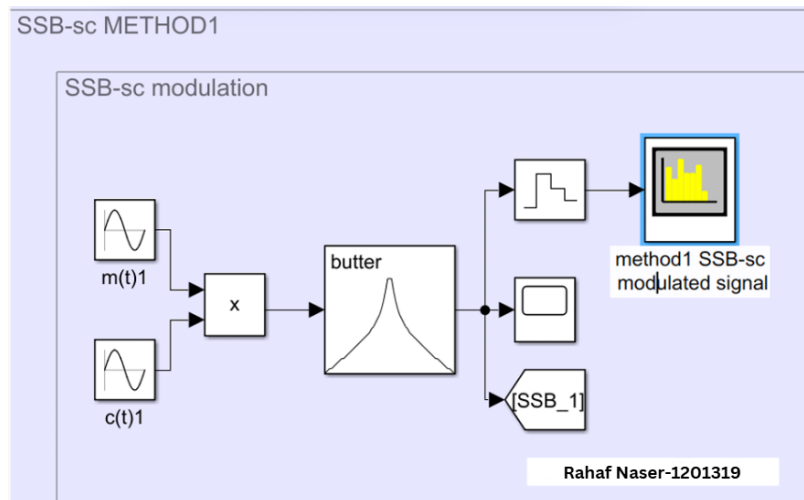 SSB-sc METHOD1
SSB-sc modulation
m(t)1
c(t)1
x
butter
method1 SSB-sc
modulated signal
[SSB_1]
Rahaf Naser-1201319